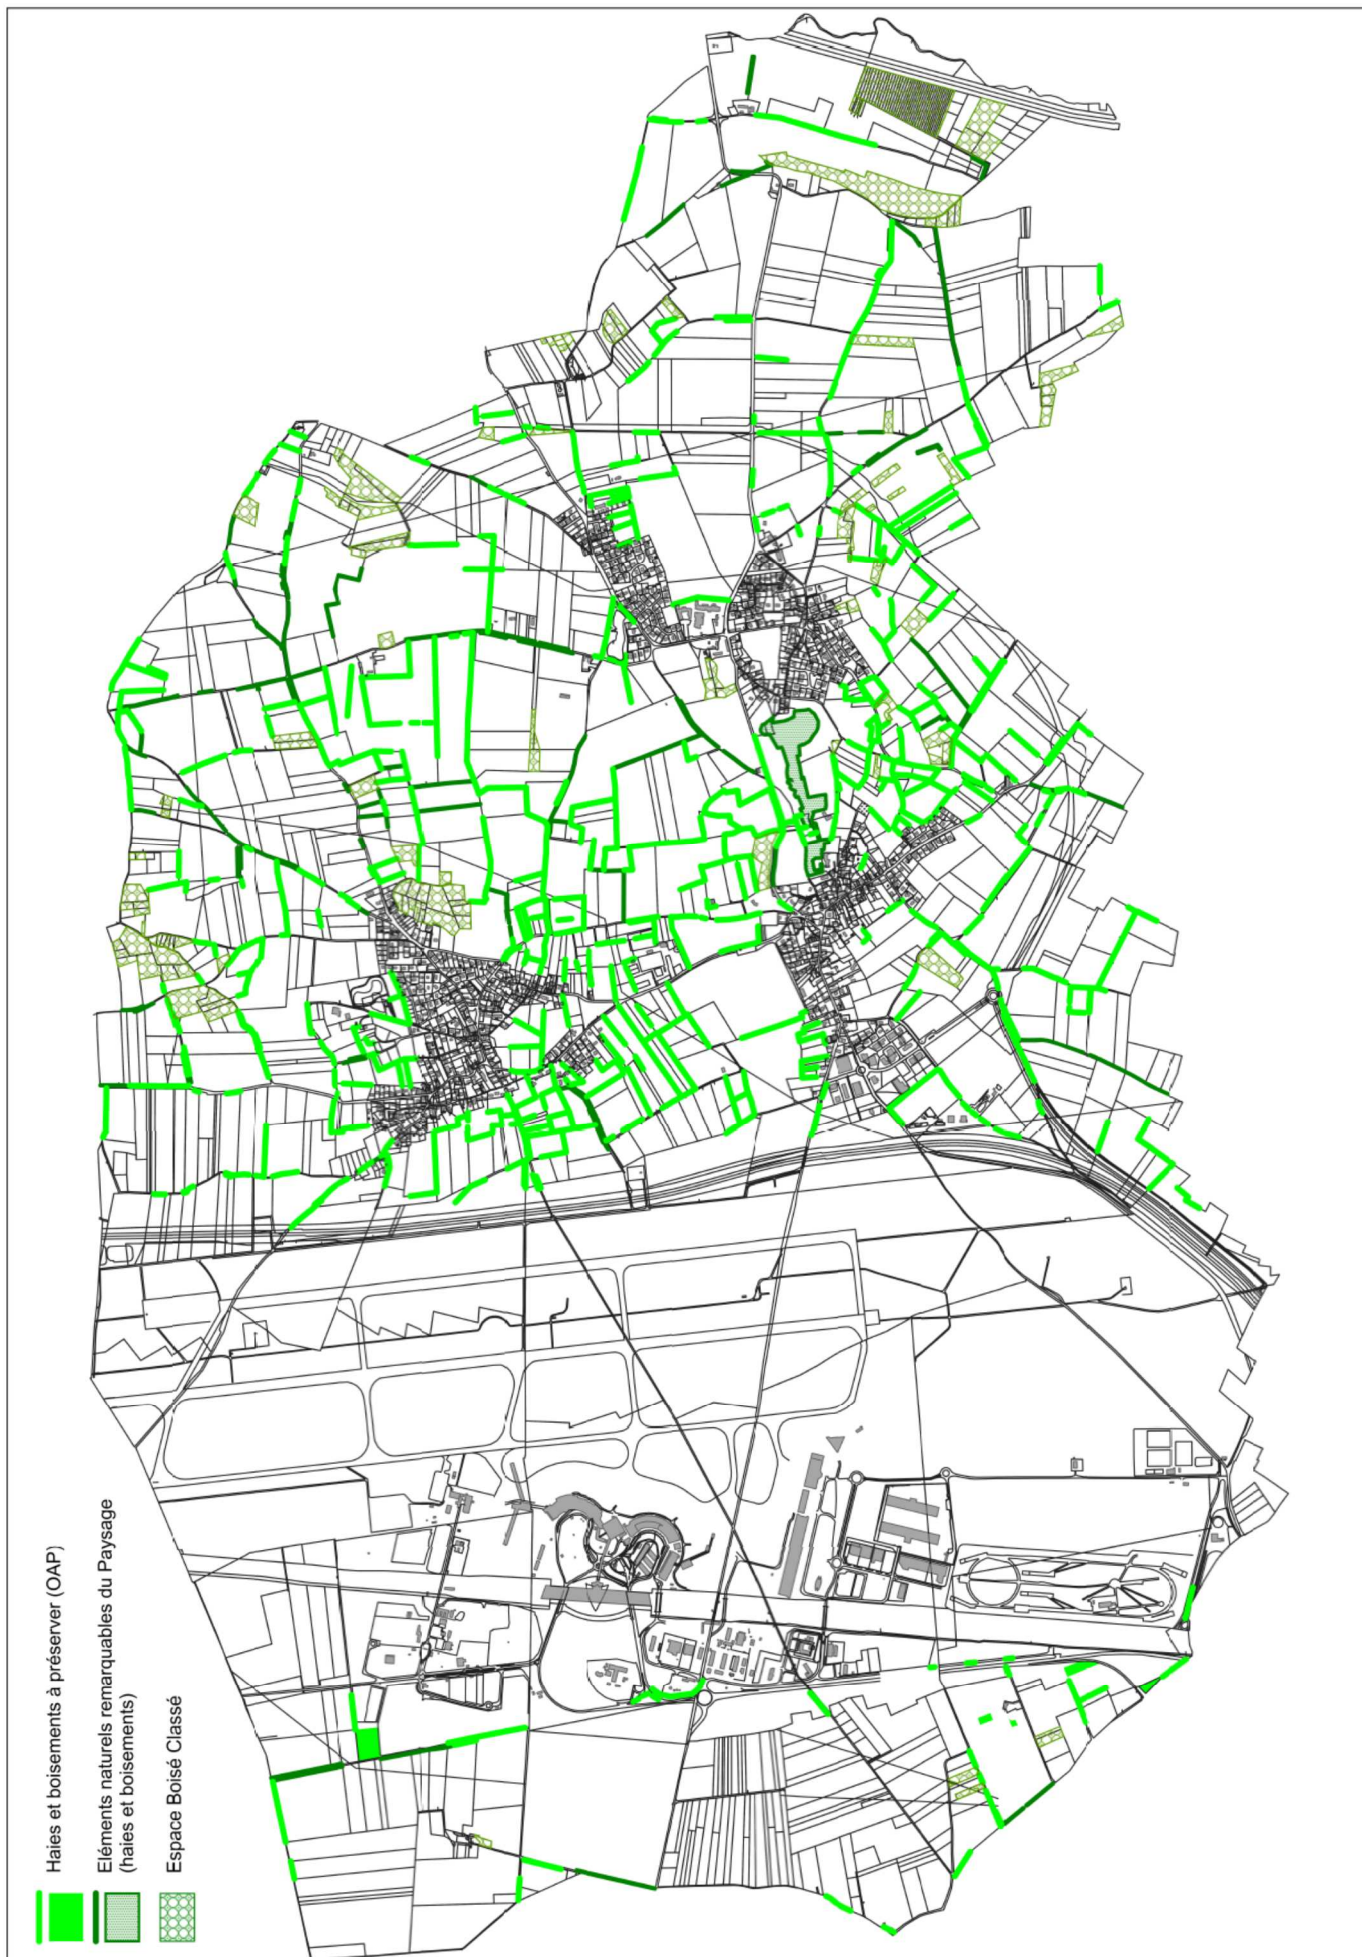 Haies et boisements à préserver (OAP)
Eléments naturels remarquables du Paysage
(haies et boisements)
Espace Boisé Classé